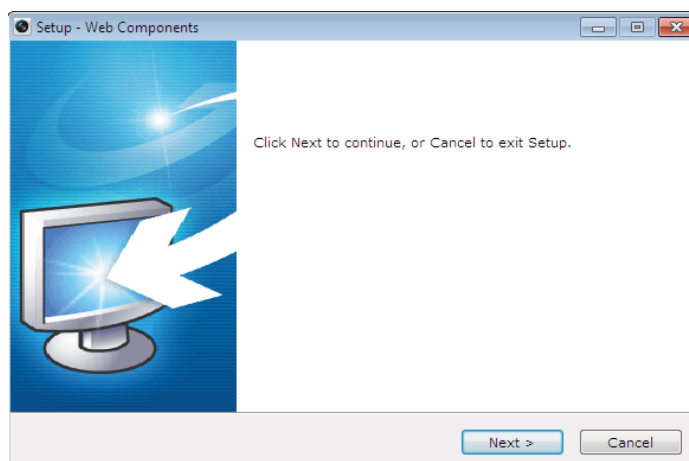 Setup - Web Components
Click Next to continue, or Cancel to exit Setup.
Next >
Cancel